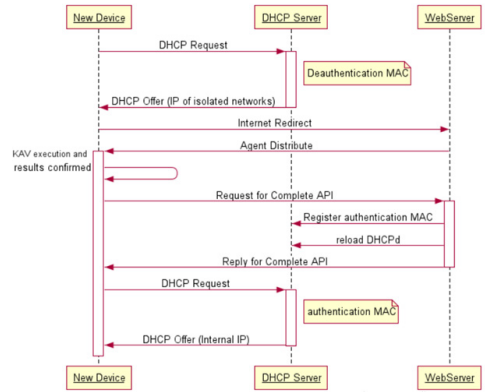 New Device
DHCP Server
WebServer
DHCP Request
Deauthentication MAC
DHCP Offer (IP of isolated networks)
Internet Redirect
Agent Distribute
KAV execution and
results confirmed
Request for Complete API
Register authentication MAC
reload DHCPd
Reply for Complete API
DHCP Request
authentication MAC
DHCP Offer (Internal IP)
New Device
DHCP Server
WebServer